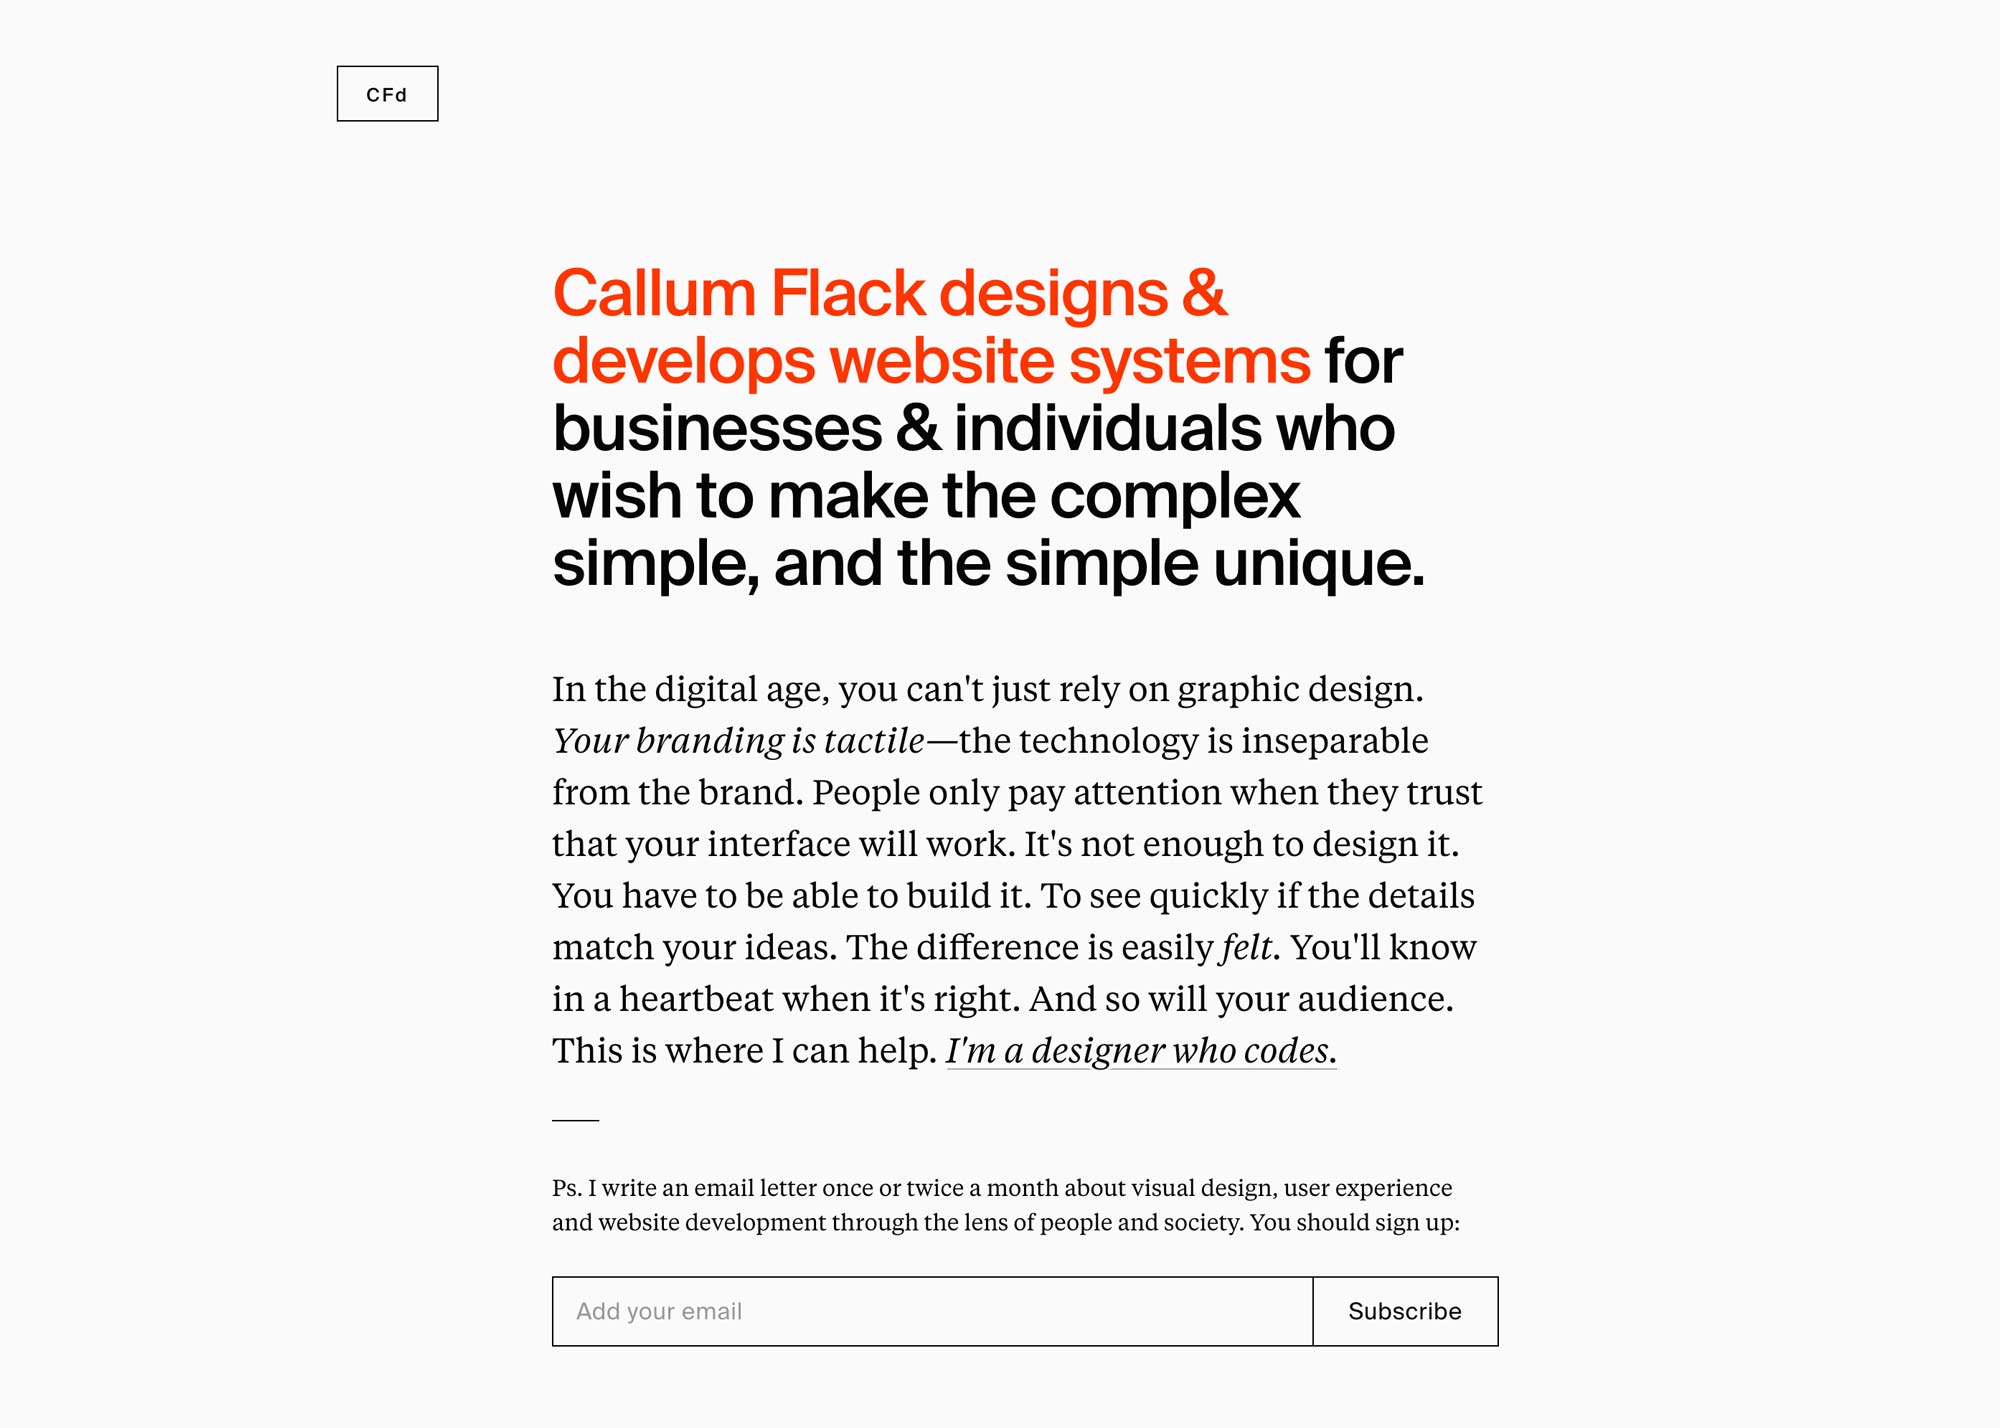 CFd
Callum Flack designs &
develops website systems for
businesses & individuals who
wish to make the complex
simple, and the simple unique.
In the digital age, you can't just rely on graphic design.
Your branding is tactile—the technology is inseparable
from the brand. People only pay attention when they trust
that your interface will work. It's not enough to design it.
You have to be able to build it. To see quickly if the details
match your ideas. The difference is easily felt. You'll know
in a heartbeat when it's right. And so will your audience.
This is where I can help. I'm a designer who codes.
Ps. I write an email letter once or twice a month about visual design, user experience
and website development through the lens of people and society. You should sign up:
Add your email
Subscribe